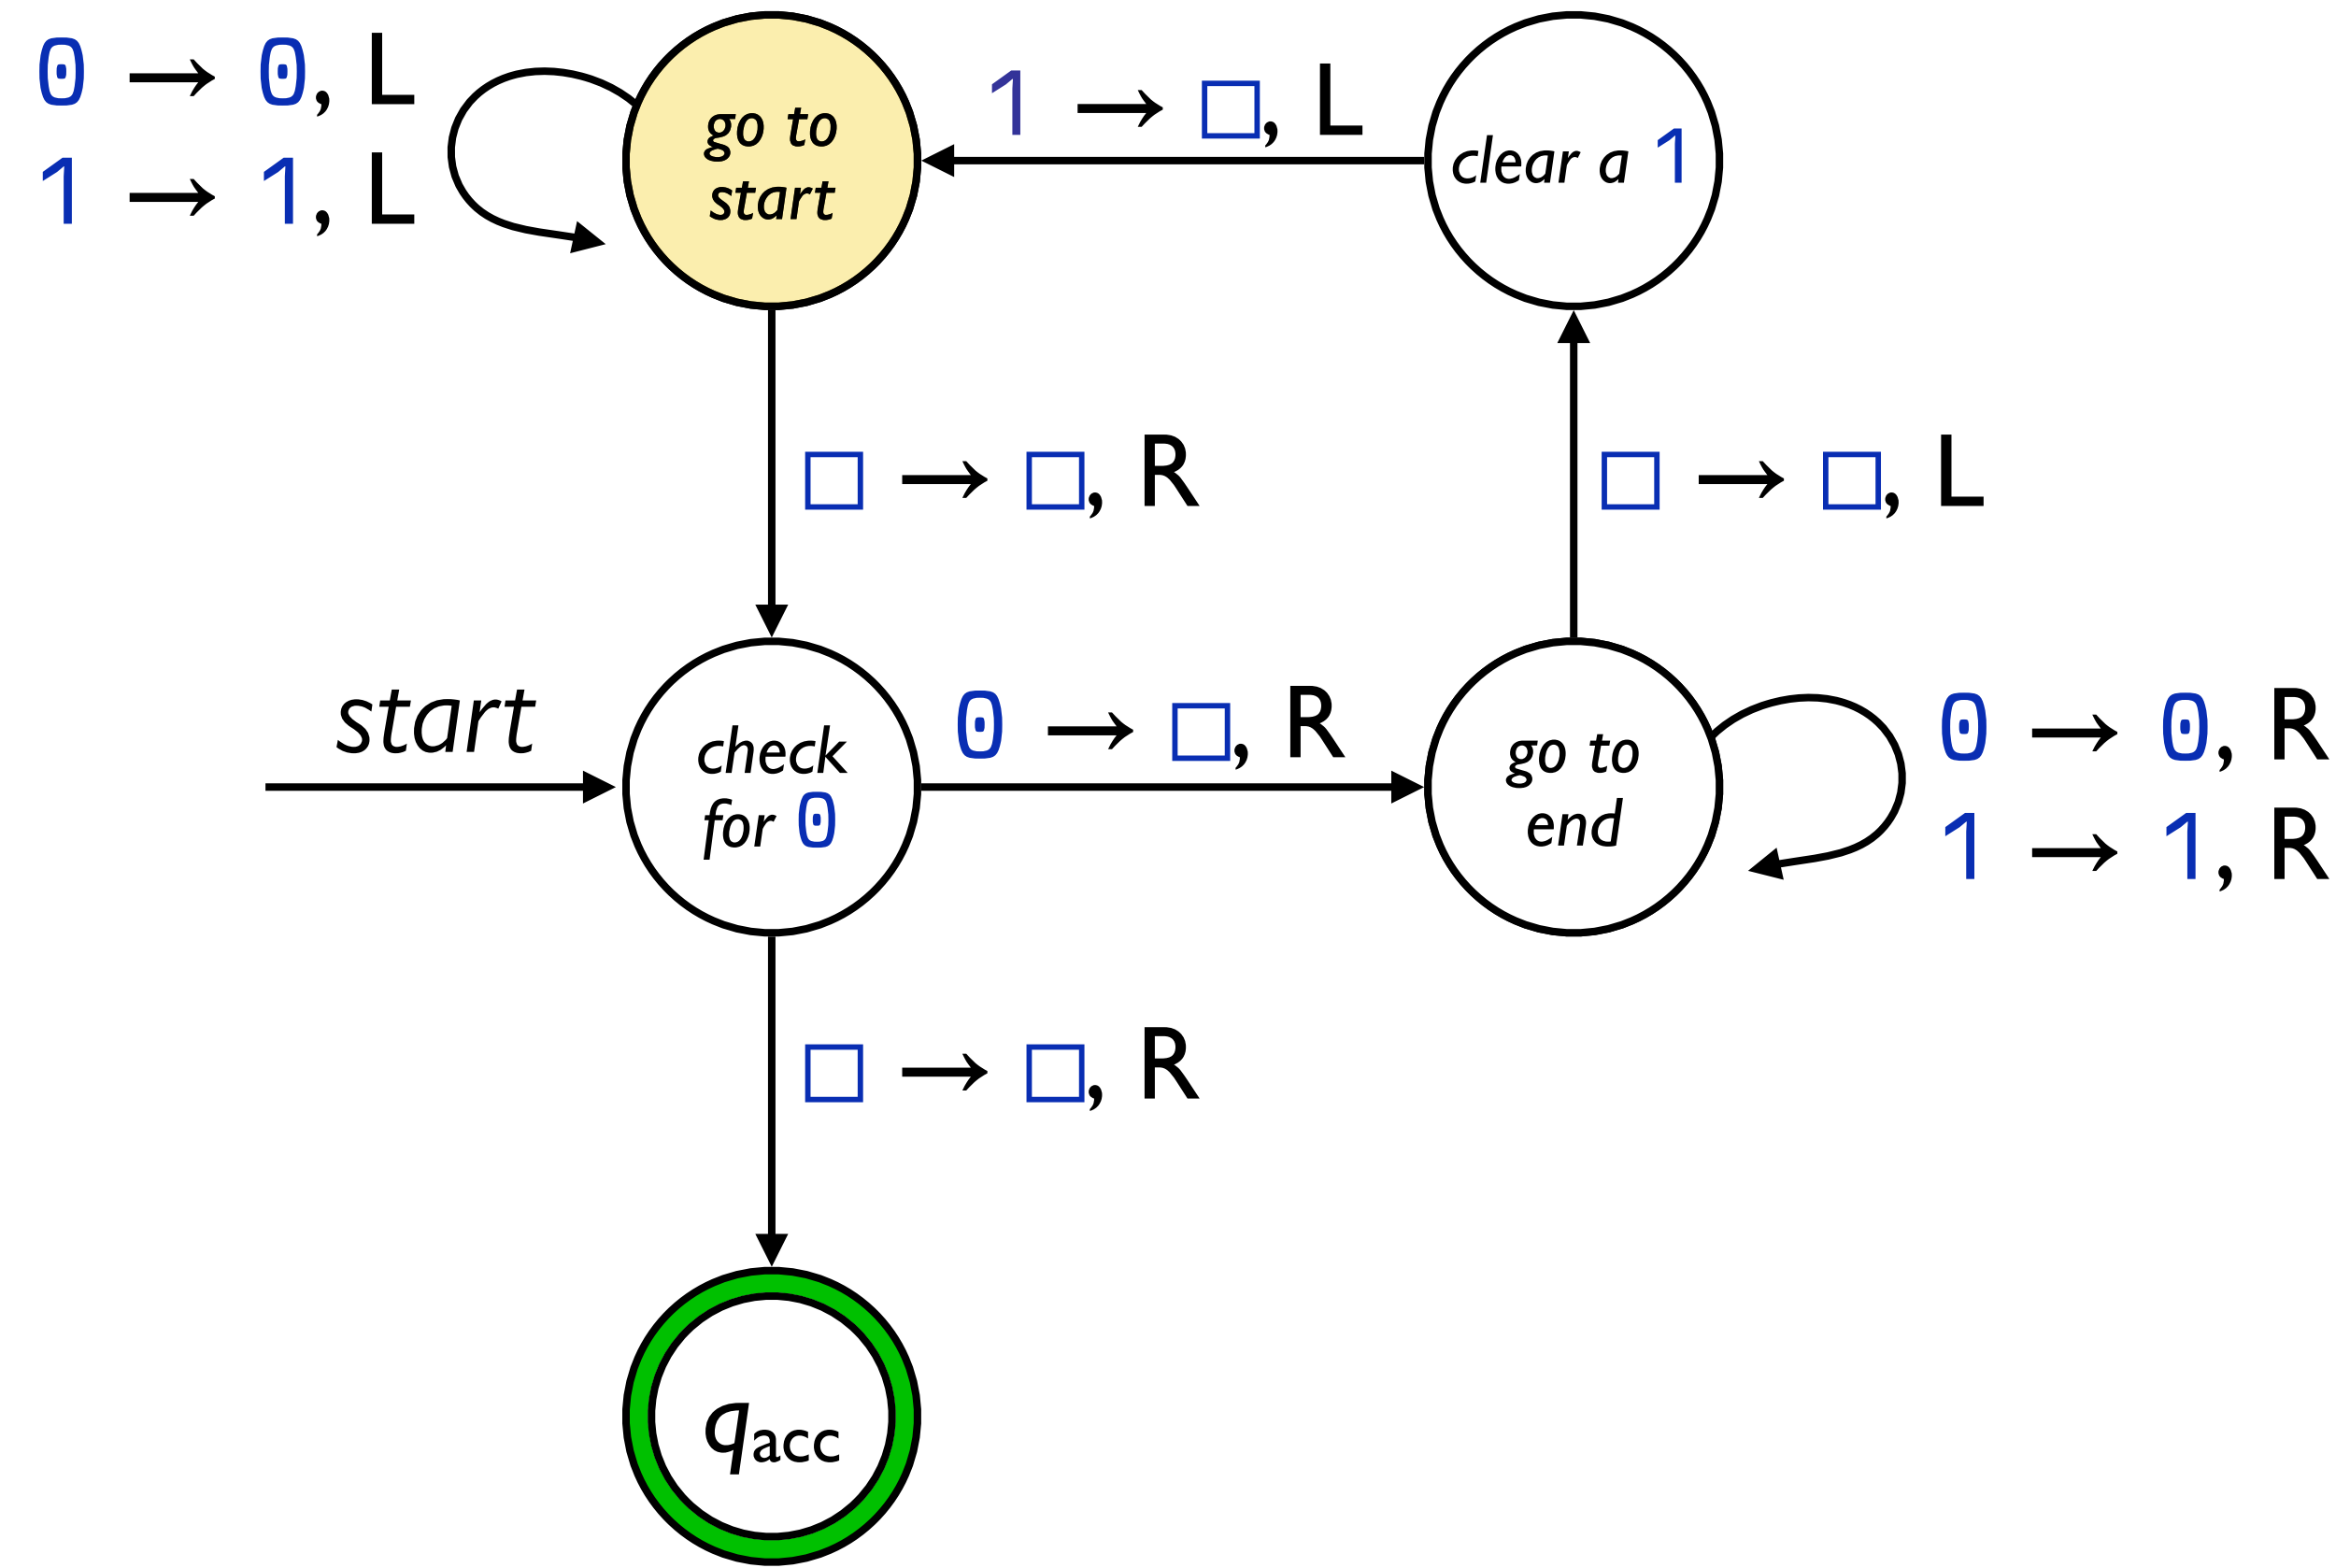 0 → 0, L
1 → 1, L
go to
start
1 → □, L
clear a 1
□ → □, R
□ → □, L
start
check
for 0
0 → □, R
go to
end
0 → 0, R
1 → 1, R
□ → □, R
qacc